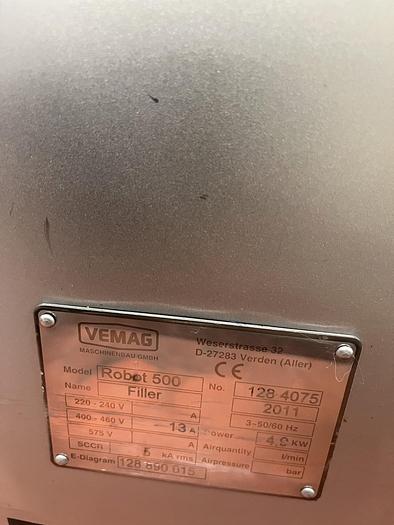 VEMAG
MASCHINENBAU GMBH
Weserstrasse 32
D-27283 Verden (Aller)
CE
Model Robot 500 No. 128 4075
Name Filler 2011
220 - 240 V A 3~50/60 Hz
400 - 460 V 13 A Power 4,9 KW
575 V A Airquantity l/min
SCCR 5 kA rms Airpressure bar
E-Diagram 128 890 015